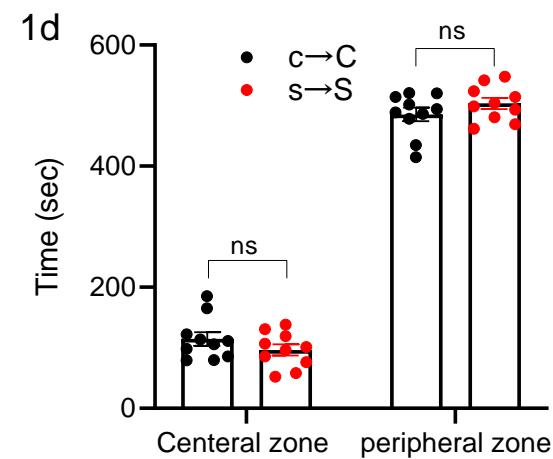 1d
600
400
200
0
Time (sec)
c→C
s→S
ns
ns
Centeral zone
peripheral zone